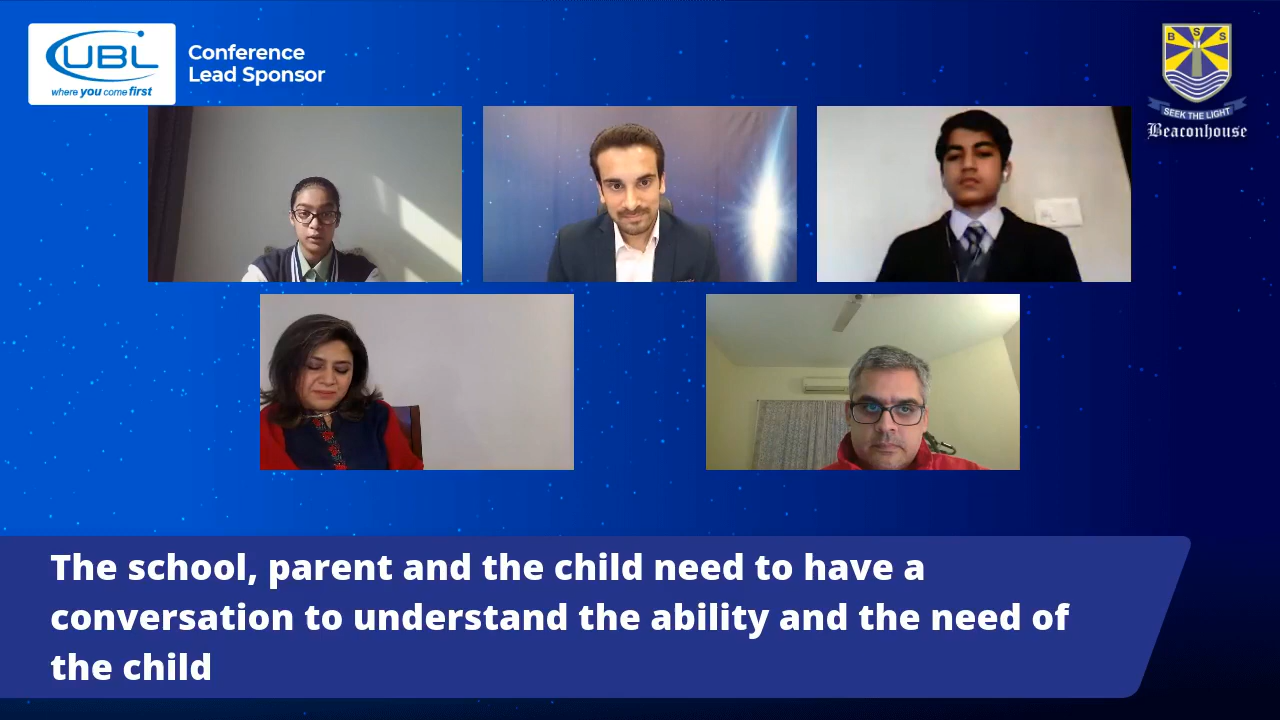 UBL
where you come first
Conference
Lead Sponsor
B S S
SEEK THE LIGHT
Beaconhouse
The school, parent and the child need to have a
conversation to understand the ability and the need of
the child